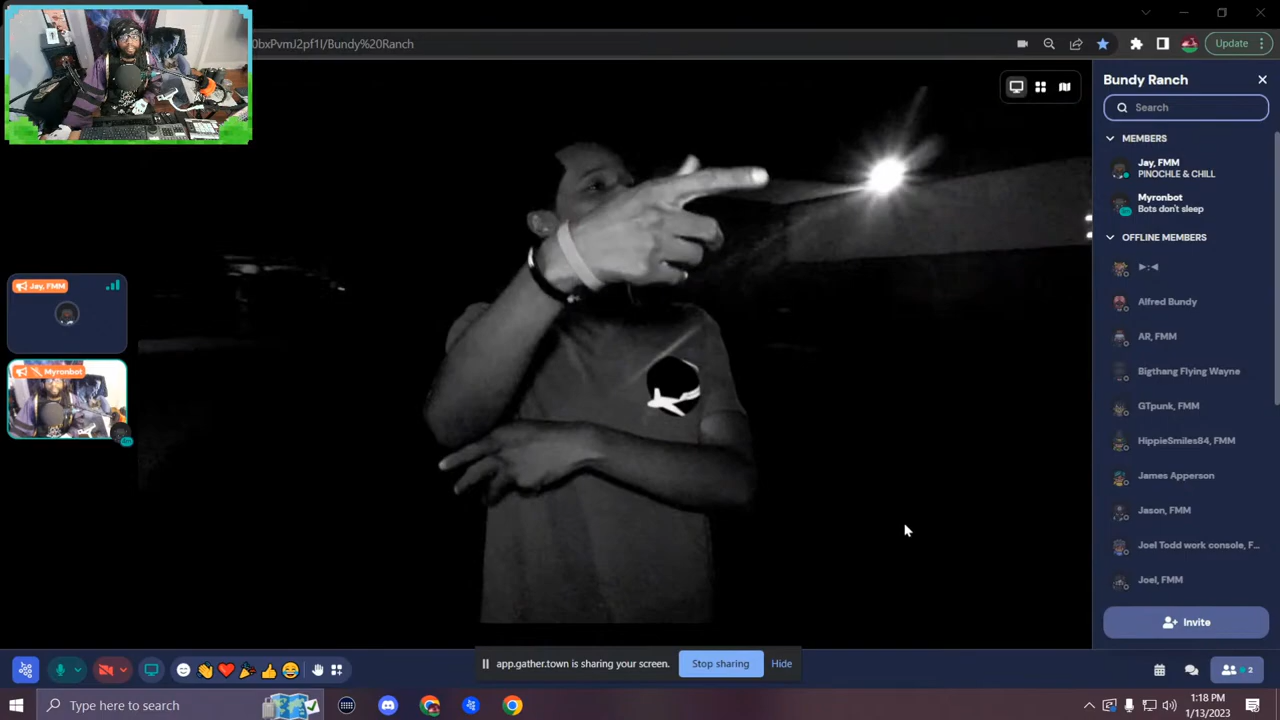 0bxPvmJ2pf1I/Bundy%20Ranch
Update
Bundy Ranch
Search
MEMBERS
Jay, FMM
PINOCHLE & CHILL
Myronbot
Bots don't sleep
OFFLINE MEMBERS
Alfred Bundy
AR, FMM
Bigthang Flying Wayne
GTpunk, FMM
HippieSmiles84, FMM
James Apperson
Jason, FMM
Joel Todd work console, F...
Joel, FMM
Invite
Jay, FMM
Myronbot
app.gather.town is sharing your screen.
Stop sharing
Hide
2
Type here to search
1:18 PM
1/13/2023